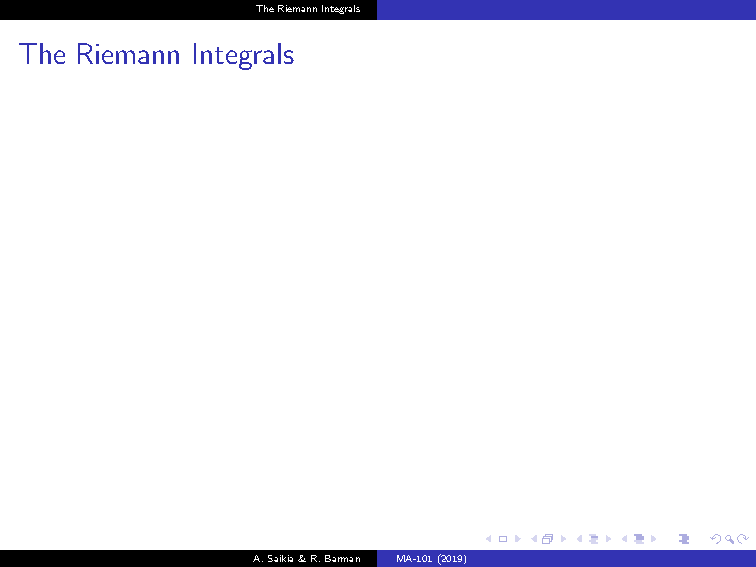 The Riemann Integrals
The Riemann Integrals
A. Saikia & R. Barman MA-101 (2019)